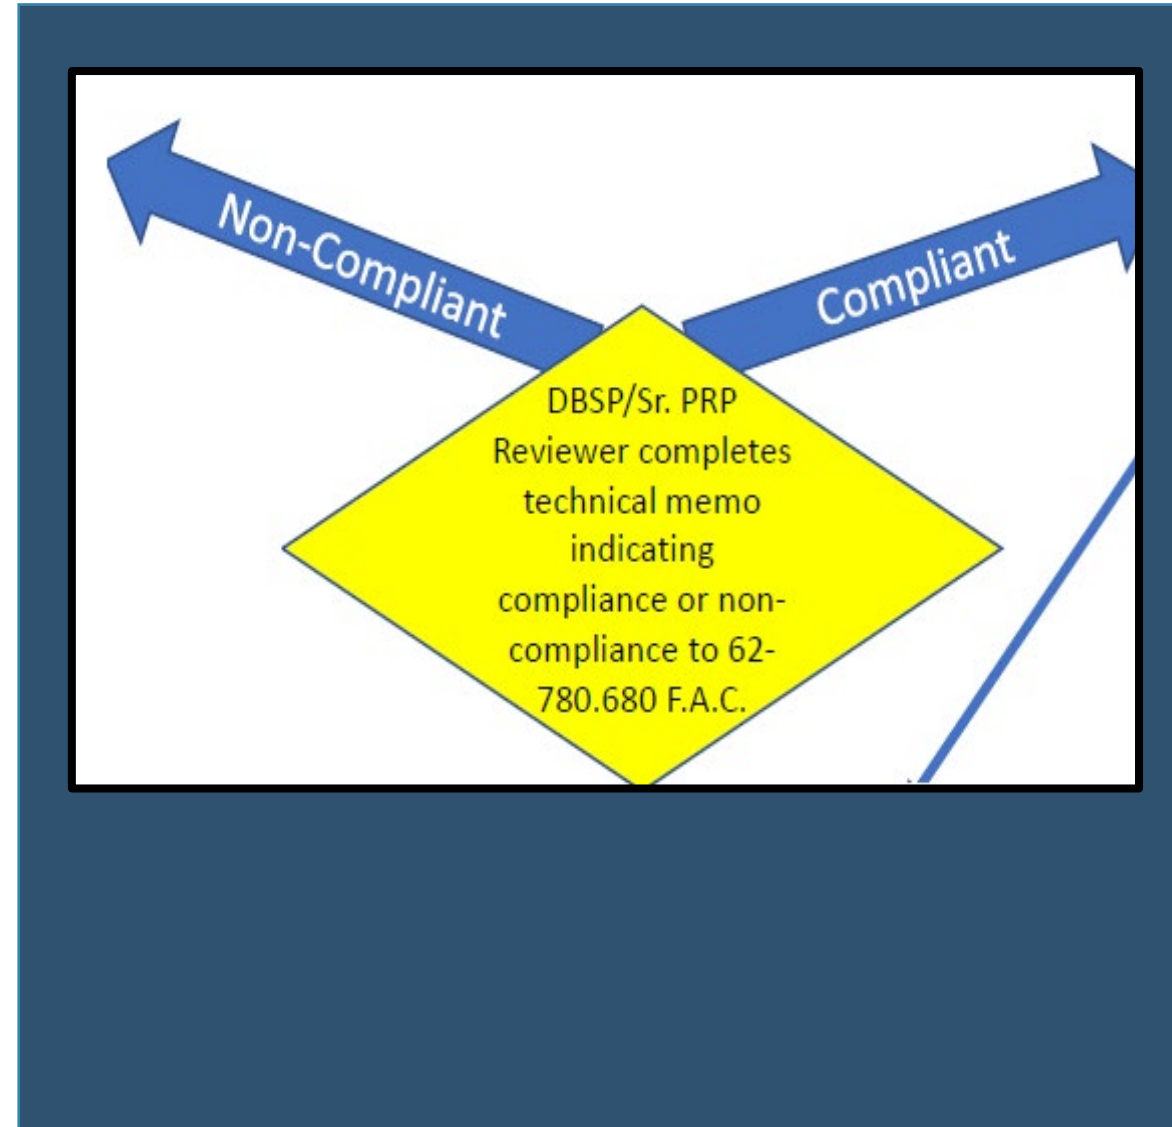 Non-Compliant
Compliant
DBSP/Sr. PRP
Reviewer completes
technical memo
indicating
compliance or non-
compliance to 62-
780.680 F.A.C.